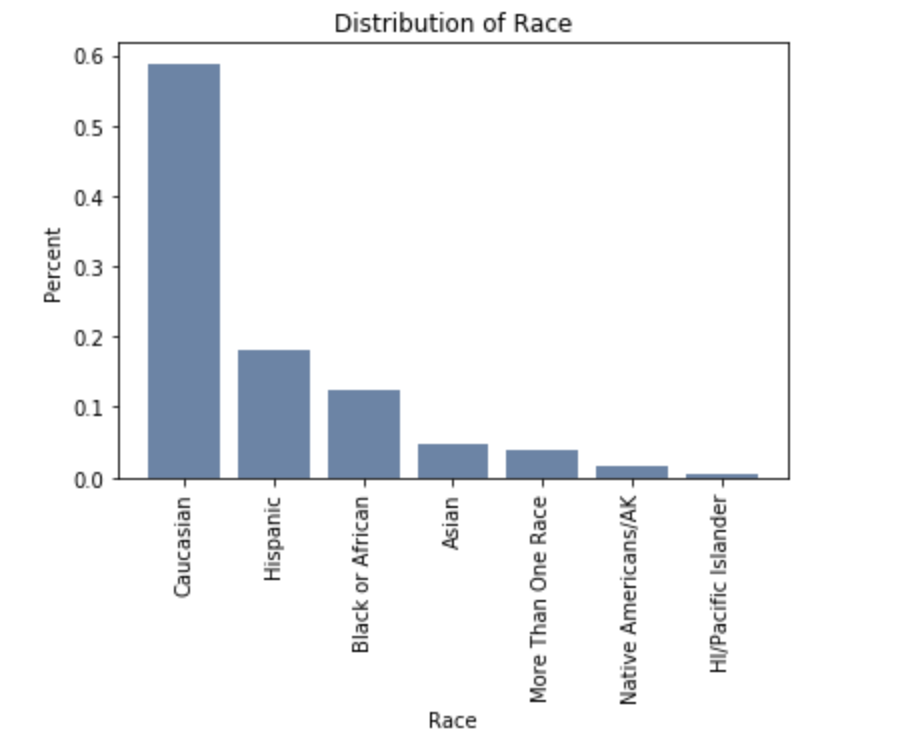 Distribution of Race
Percent
0.6
0.5
0.4
0.3
0.2
0.1
0.0
Caucasian
Hispanic
Black or African
Asian
More Than One Race
Native Americans/AK
HI/Pacific Islander
Race